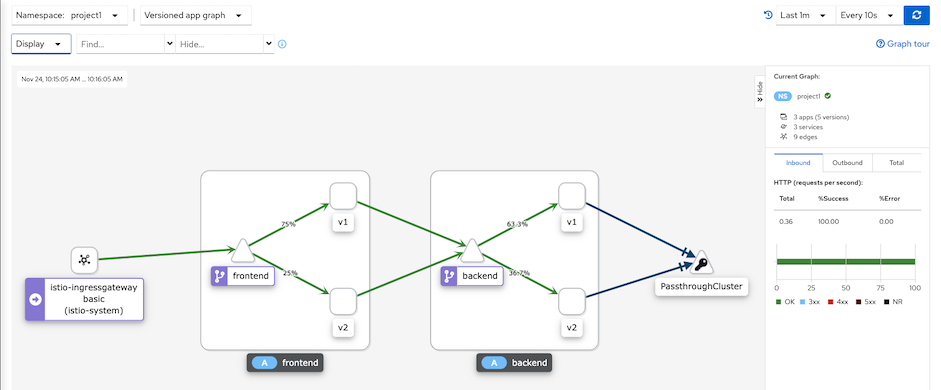 Namespace: project1
Versioned app graph
Last 1m
Every 10s
Display
Find...
Hide...
Graph tour
Nov 24, 10:15:05 AM ... 10:16:05 AM
Hide
Current Graph:
NS project1
3 apps (5 versions)
3 services
9 edges
Inbound
Outbound
Total
HTTP (requests per second):
Total %Success %Error
0.36 100.00 0.00
0 25 50 75 100
OK 3xx 4xx 5xx NR
istio-ingressgateway
basic
(istio-system)
75%
25%
frontend
v1
v2
A frontend
63.3%
36.7%
backend
v1
v2
A backend
PassthroughCluster